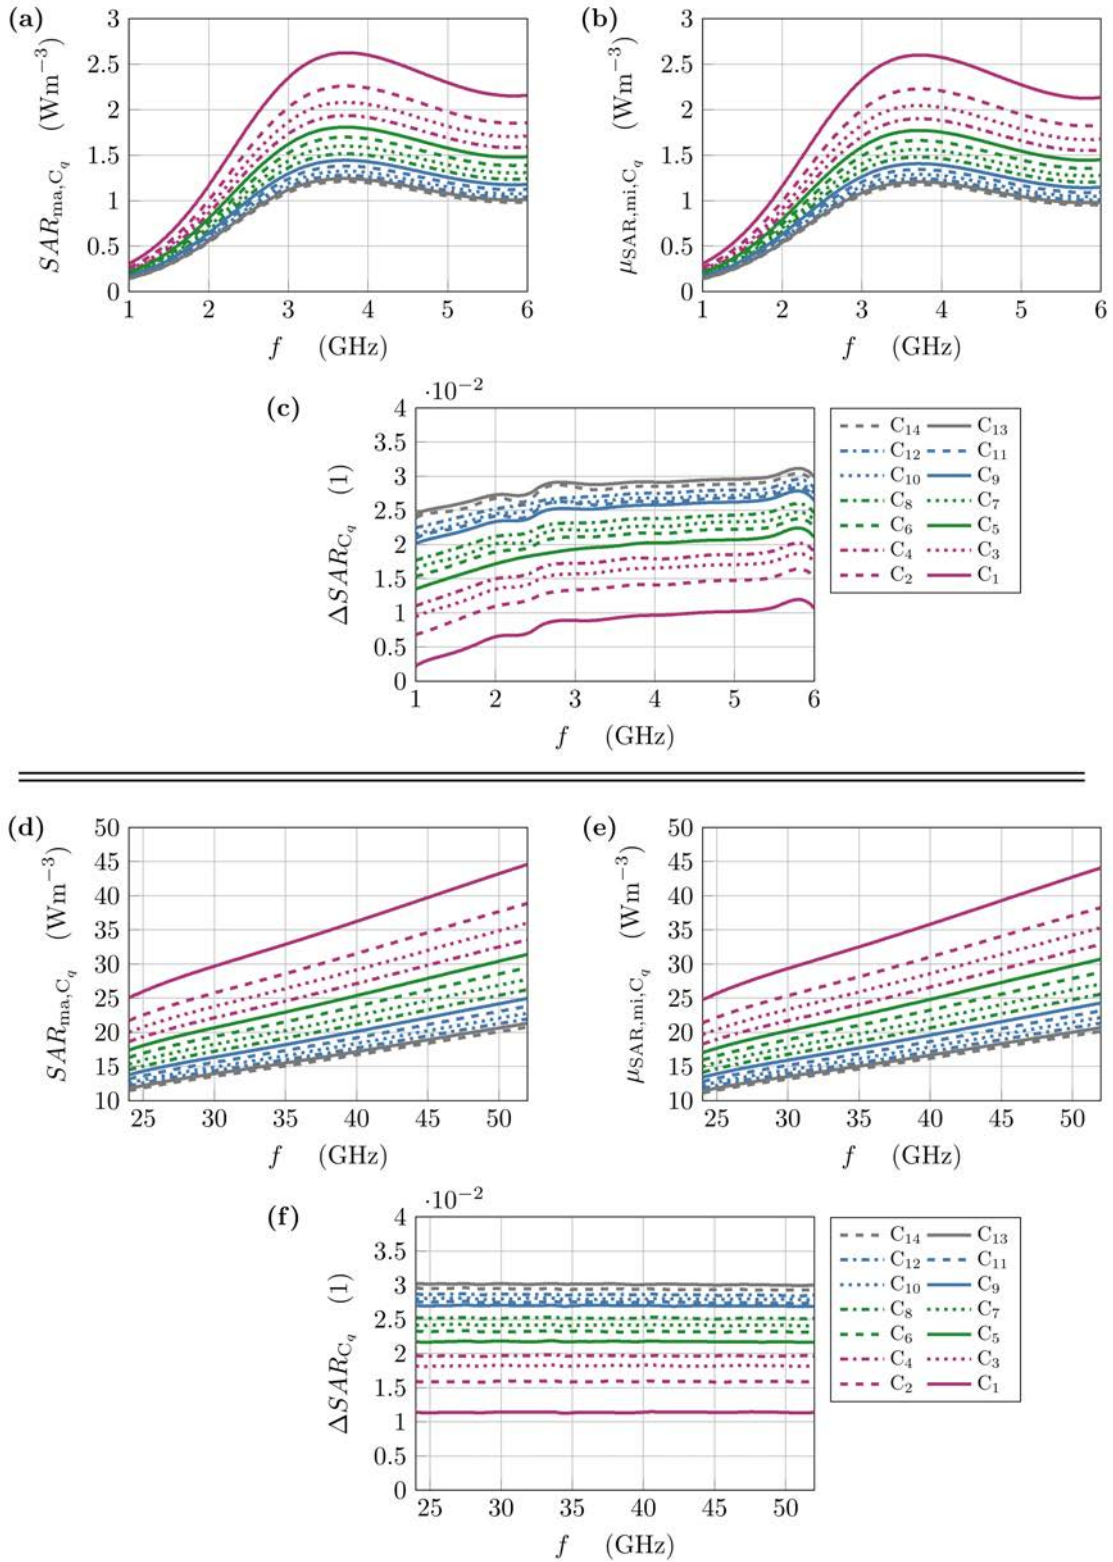 (a)
3
2.5
2
1.5
1
0.5
0
SAR_ma,C_q (Wm⁻³)
1 2 3 4 5 6
f (GHz)
(b)
3
2.5
2
1.5
1
0.5
0
μ_SAR,mi,C_q (Wm⁻³)
1 2 3 4 5 6
f (GHz)
(c)
·10⁻²
4
3.5
3
2.5
2
1.5
1
0.5
0
ΔSAR_C_q (1)
1 2 3 4 5 6
f (GHz)
C₁₄ C₁₃
C₁₂ C₁₁
C₁₀ C₉
C₈ C₇
C₆ C₅
C₄ C₃
C₂ C₁
(d)
50
45
40
35
30
25
20
15
10
SAR_ma,C_q (Wm⁻³)
25 30 35 40 45 50
f (GHz)
(e)
50
45
40
35
30
25
20
15
10
μ_SAR,mi,C_q (Wm⁻³)
25 30 35 40 45 50
f (GHz)
(f)
·10⁻²
4
3.5
3
2.5
2
1.5
1
0.5
0
ΔSAR_C_q (1)
25 30 35 40 45 50
f (GHz)
C₁₄ C₁₃
C₁₂ C₁₁
C₁₀ C₉
C₈ C₇
C₆ C₅
C₄ C₃
C₂ C₁